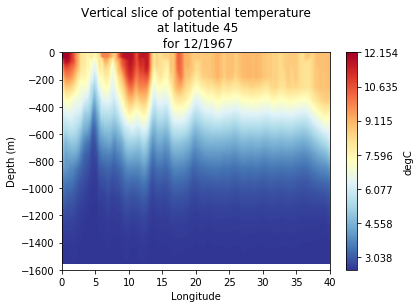 Vertical slice of potential temperature
at latitude 45
for 12/1967
0
−200
−400
−600
−800
−1000
−1200
−1400
−1600
Depth (m)
0 5 10 15 20 25 30 35 40
Longitude
12.154
10.635
9.115
7.596
6.077
4.558
3.038
degC